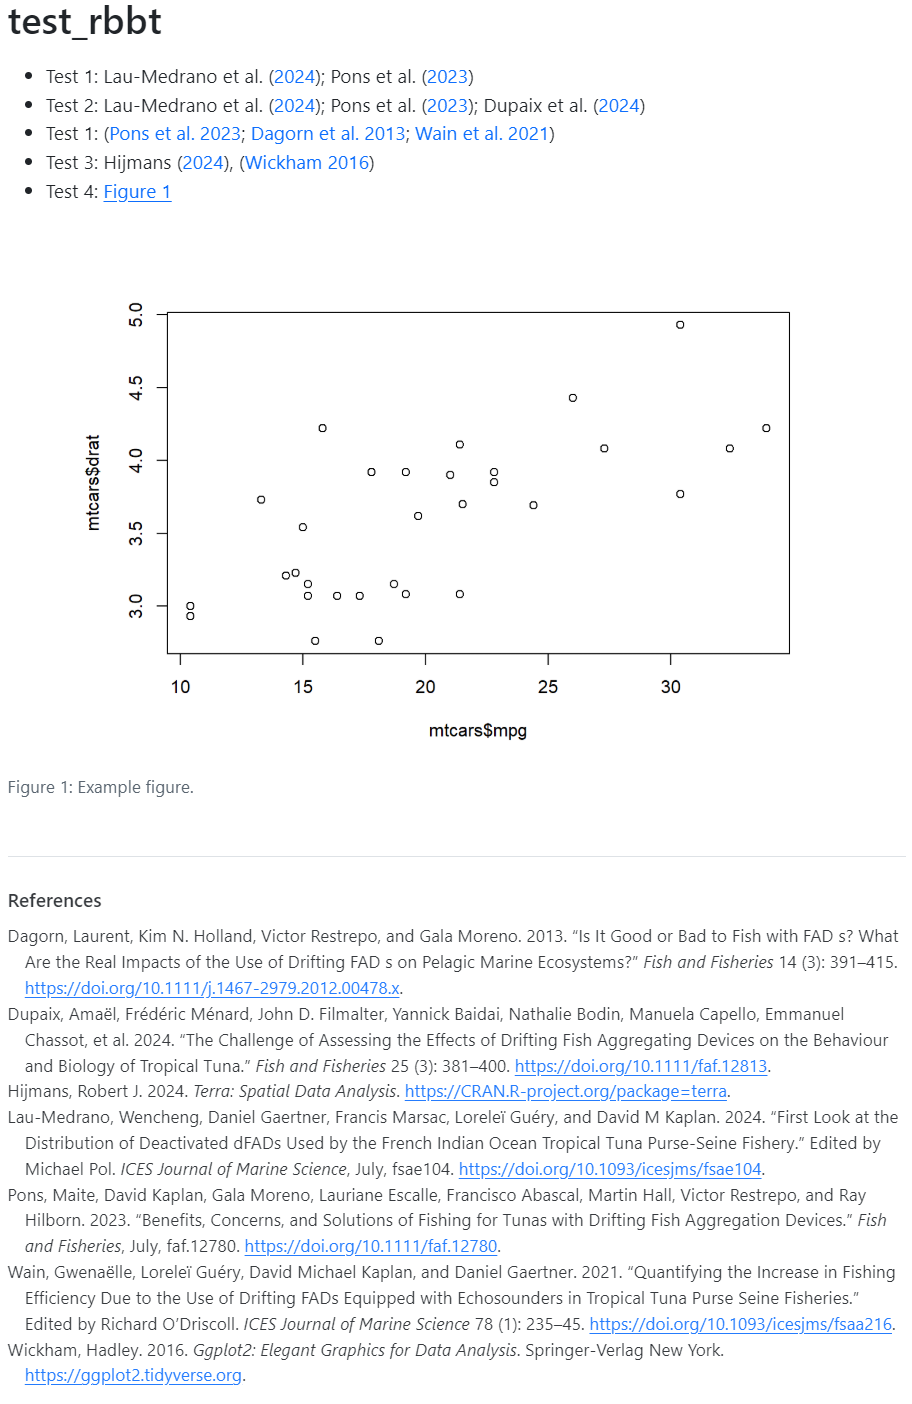 test_rbbt
Test 1: Lau-Medrano et al. (2024); Pons et al. (2023)
Test 2: Lau-Medrano et al. (2024); Pons et al. (2023); Dupaix et al. (2024)
Test 1: (Pons et al. 2023; Dagorn et al. 2013; Wain et al. 2021)
Test 3: Hijmans (2024), (Wickham 2016)
Test 4: Figure 1
5.0
4.5
4.0
3.5
3.0
mtcars$drat
10 15 20 25 30
mtcars$mpg
Figure 1: Example figure.
References
Dagorn, Laurent, Kim N. Holland, Victor Restrepo, and Gala Moreno. 2013. “Is It Good or Bad to Fish with FAD s? What
Are the Real Impacts of the Use of Drifting FAD s on Pelagic Marine Ecosystems?” Fish and Fisheries 14 (3): 391–415.
https://doi.org/10.1111/j.1467-2979.2012.00478.x.
Dupaix, Amaël, Frédéric Ménard, John D. Filmalter, Yannick Baidai, Nathalie Bodin, Manuela Capello, Emmanuel
Chassot, et al. 2024. “The Challenge of Assessing the Effects of Drifting Fish Aggregating Devices on the Behaviour
and Biology of Tropical Tuna.” Fish and Fisheries 25 (3): 381–400. https://doi.org/10.1111/faf.12813.
Hijmans, Robert J. 2024. Terra: Spatial Data Analysis. https://CRAN.R-project.org/package=terra.
Lau-Medrano, Wencheng, Daniel Gaertner, Francis Marsac, Loreleï Guéry, and David M Kaplan. 2024. “First Look at the
Distribution of Deactivated dFADs Used by the French Indian Ocean Tropical Tuna Purse-Seine Fishery.” Edited by
Michael Pol. ICES Journal of Marine Science, July, fsae104. https://doi.org/10.1093/icesjms/fsae104.
Pons, Maite, David Kaplan, Gala Moreno, Lauriane Escalle, Francisco Abascal, Martin Hall, Victor Restrepo, and Ray
Hilborn. 2023. “Benefits, Concerns, and Solutions of Fishing for Tunas with Drifting Fish Aggregation Devices.” Fish
and Fisheries, July, faf.12780. https://doi.org/10.1111/faf.12780.
Wain, Gwenaëlle, Loreleï Guéry, David Michael Kaplan, and Daniel Gaertner. 2021. “Quantifying the Increase in Fishing
Efficiency Due to the Use of Drifting FADs Equipped with Echosounders in Tropical Tuna Purse Seine Fisheries.”
Edited by Richard O’Driscoll. ICES Journal of Marine Science 78 (1): 235–45. https://doi.org/10.1093/icesjms/fsaa216.
Wickham, Hadley. 2016. Ggplot2: Elegant Graphics for Data Analysis. Springer-Verlag New York.
https://ggplot2.tidyverse.org.